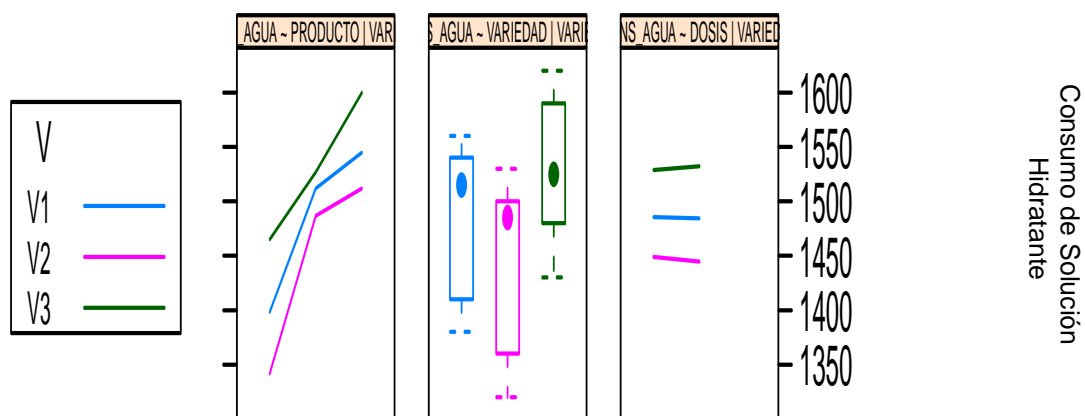 _AGUA ~ PRODUCTO | VARI
S_AGUA ~ VARIEDAD | VARIE
NS_AGUA ~ DOSIS | VARIED
V
V1
V2
V3
1600
1550
1500
1450
1400
1350
Consumo de Solución
Hidratante